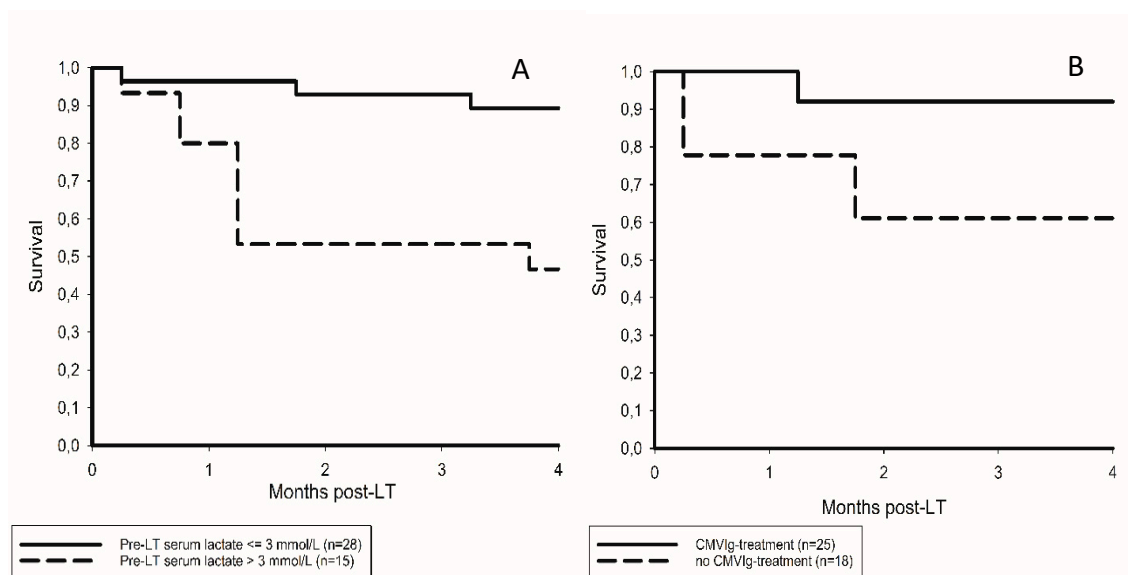 A
1,0
0,9
0,8
0,7
0,6
0,5
0,4
0,3
0,2
0,1
0,0
Survival
0 1 2 3 4
Months post-LT
Pre-LT serum lactate <= 3 mmol/L (n=28)
Pre-LT serum lactate > 3 mmol/L (n=15)
B
1,0
0,9
0,8
0,7
0,6
0,5
0,4
0,3
0,2
0,1
0,0
Survival
0 1 2 3 4
Months post-LT
CMVIg-treatment (n=25)
no CMVIg-treatment (n=18)